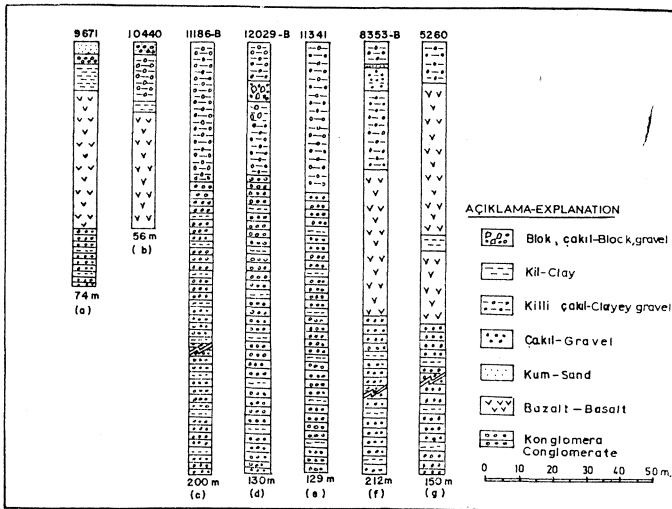 9671 10440 11186-B 12029-B 11341 8353-B 5260
74 m
(a)
56 m
(b)
200 m
(c)
130 m
(d)
129 m
(e)
212 m
(f)
150 m
(g)
AÇIKLAMA-EXPLANATION
Blok, çakıl-Block, gravel
Kil-Clay
Killi çakıl-Clayey gravel
Çakıl-Gravel
Kum-Sand
Bazalt-Basalt
Konglomera
Conglomerate
0 10 20 30 40 50 m.